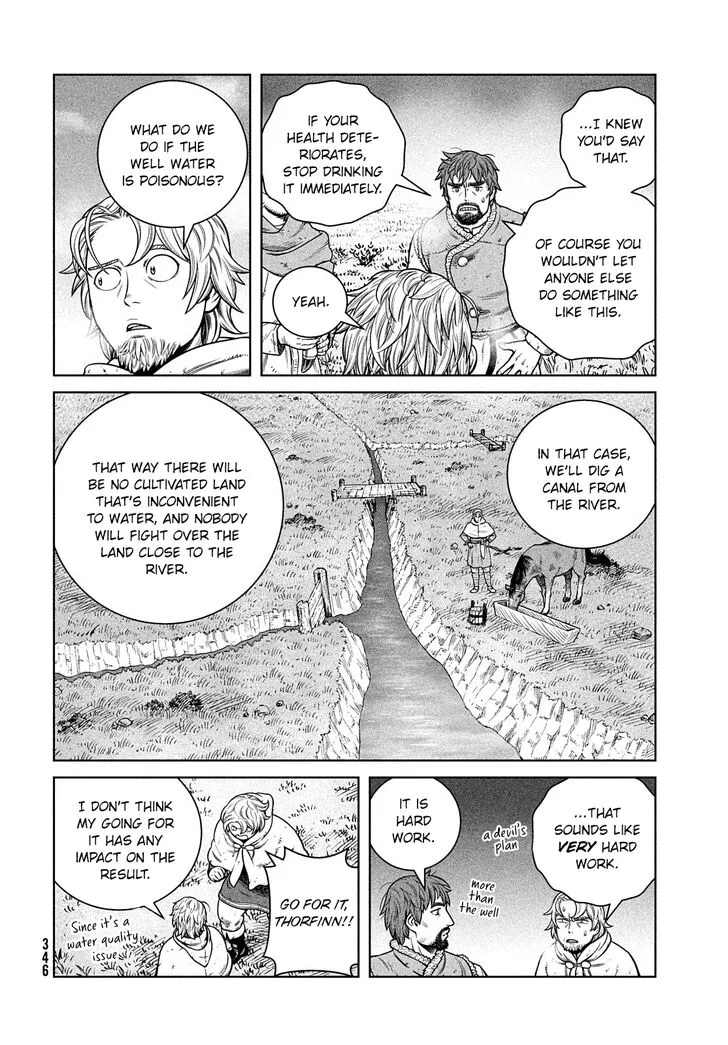 ...I KNEW
YOU'D SAY
THAT.
OF COURSE YOU
WOULDN'T LET
ANYONE ELSE
DO SOMETHING
LIKE THIS.
IF YOUR
HEALTH DETE-
RIORATES,
STOP DRINKING
IT IMMEDIATELY.
YEAH.
WHAT DO WE
DO IF THE
WELL WATER
IS POISONOUS?
IN THAT CASE,
WE'LL DIG A
CANAL FROM
THE RIVER.
THAT WAY THERE WILL
BE NO CULTIVATED LAND
THAT'S INCONVENIENT
TO WATER, AND NOBODY
WILL FIGHT OVER THE
LAND CLOSE TO THE
RIVER.
...THAT
SOUNDS LIKE
VERY HARD
WORK.
a devil's
plan
more than
the well
IT IS
HARD
WORK.
GO FOR IT,
THORFINN!!
I DON'T THINK
MY GOING FOR
IT HAS ANY
IMPACT ON THE
RESULT.
Since it's a
water quality
issue...
346